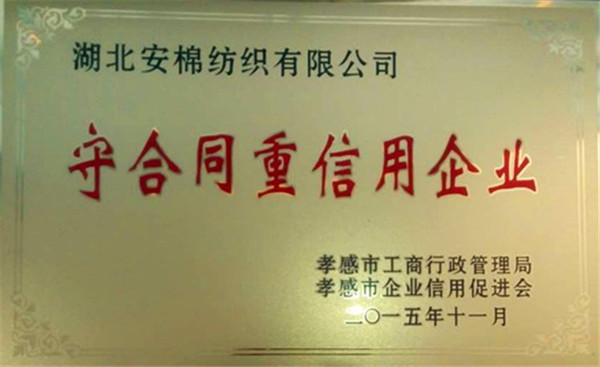 湖北安棉纺织有限公司
守合同重信用企业
孝感市工商行政管理局
孝感市企业信用促进会
二〇一五年十一月